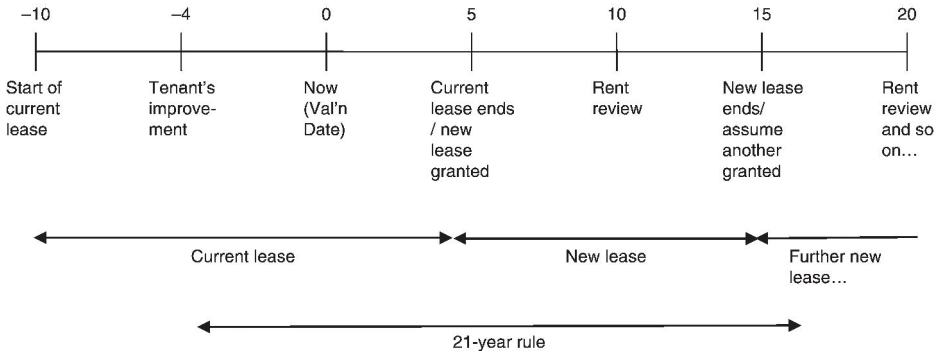 –10
–4
0
5
10
15
20
Start of
current
lease
Tenant's
improve-
ment
Now
(Val'n
Date)
Current
lease ends
/ new
lease
granted
Rent
review
New lease
ends/
assume
another
granted
Rent
review
and so
on…
Current lease
New lease
Further new
lease…
21-year rule